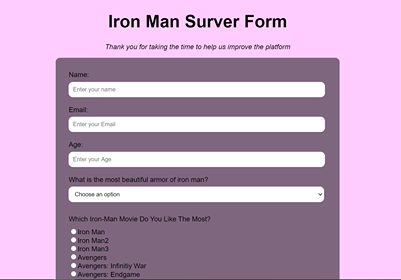 Iron Man Surver Form
Thank you for taking the time to help us improve the platform
Name:
Enter your name
Email:
Enter your Email
Age:
Enter your Age
What is the most beautiful armor of iron man?
Choose an option
Which Iron-Man Movie Do You Like The Most?
Iron Man
Iron Man2
Iron Man3
Avengers
Avengers: Infinitiy War
Avengers: Endgame